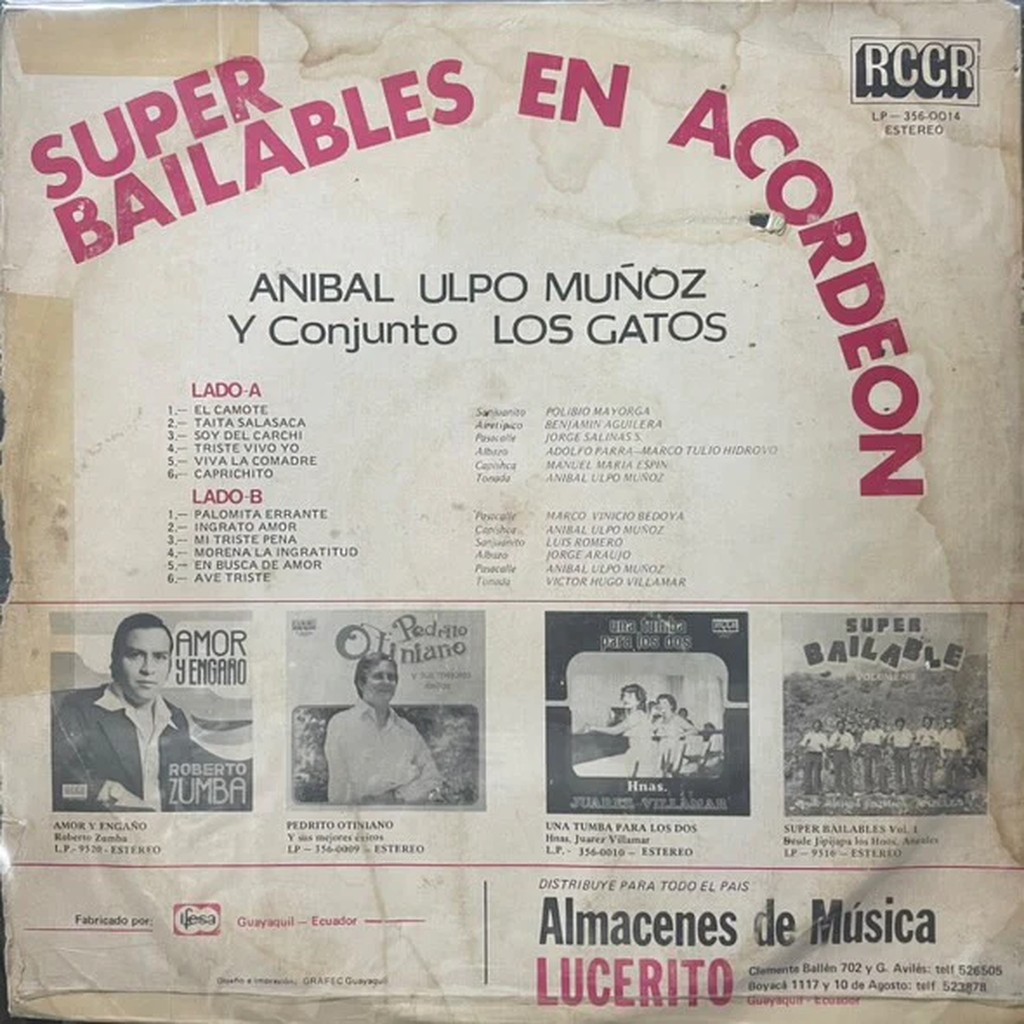 SUPER
BAILABLES EN ACORDEON
RCCR
LP - 356-0014
ESTEREO
ANIBAL ULPO MUÑOZ
Y Conjunto LOS GATOS
LADO-A
1.- EL CAMOTE Sanjuanito POLIBIO MAYORGA
2.- TAITA SALASACA Airetipico BENJAMIN AGUILERA
3.- SOY DEL CARCHI Pasacalle JORGE SALINAS S.
4.- TRISTE VIVO YO Albazo ADOLFO PARRA-MARCO TULIO HIDROVO
5.- VIVA LA COMADRE Capishca MANUEL MARIA ESPIN
6.- CAPRICHITO Tonada ANIBAL ULPO MUÑOZ
LADO-B
1.- PALOMITA ERRANTE Pasacalle MARCO VINICIO BEDOYA
2.- INGRATO AMOR Capishca ANIBAL ULPO MUÑOZ
3.- MI TRISTE PENA Sanjuanito LUIS ROMERO
4.- MORENA LA INGRATITUD Albazo JORGE ARAUJO
5.- EN BUSCA DE AMOR Pasacalle ANIBAL ULPO MUÑOZ
6.- AVE TRISTE Tonada VICTOR HUGO VILLAMAR
AMOR
Y ENGAÑO
ROBERTO
ZUMBA
Pedrito
Otiniano
una tumba
para los dos
Hnas.
JUAREZ-VILLAMAR
SUPER
BAILABLE
AMOR Y ENGAÑO
Roberto Zumba
L.P.- 9520 - ESTEREO
PEDRITO OTINIANO
Y sus mejores éxitos
LP - 356-0009 - ESTEREO
UNA TUMBA PARA LOS DOS
Hnas. Juarez Villamar
L.P. - 356-0010 - ESTEREO
SUPER BAILABLES Vol. 1
Desde Jipijapa los Hnos.
LP - 9510 - ESTEREO
Fabricado por: ifesa Guayaquil - Ecuador
Diseño e impresión: GRAFEC Guayaquil
DISTRIBUYE PARA TODO EL PAIS
Almacenes de Música
LUCERITO
Clemente Ballén 702 y G. Avilés: telf 526505
Boyacá 1117 y 10 de Agosto: telf 523878
Guayaquil - Ecuador